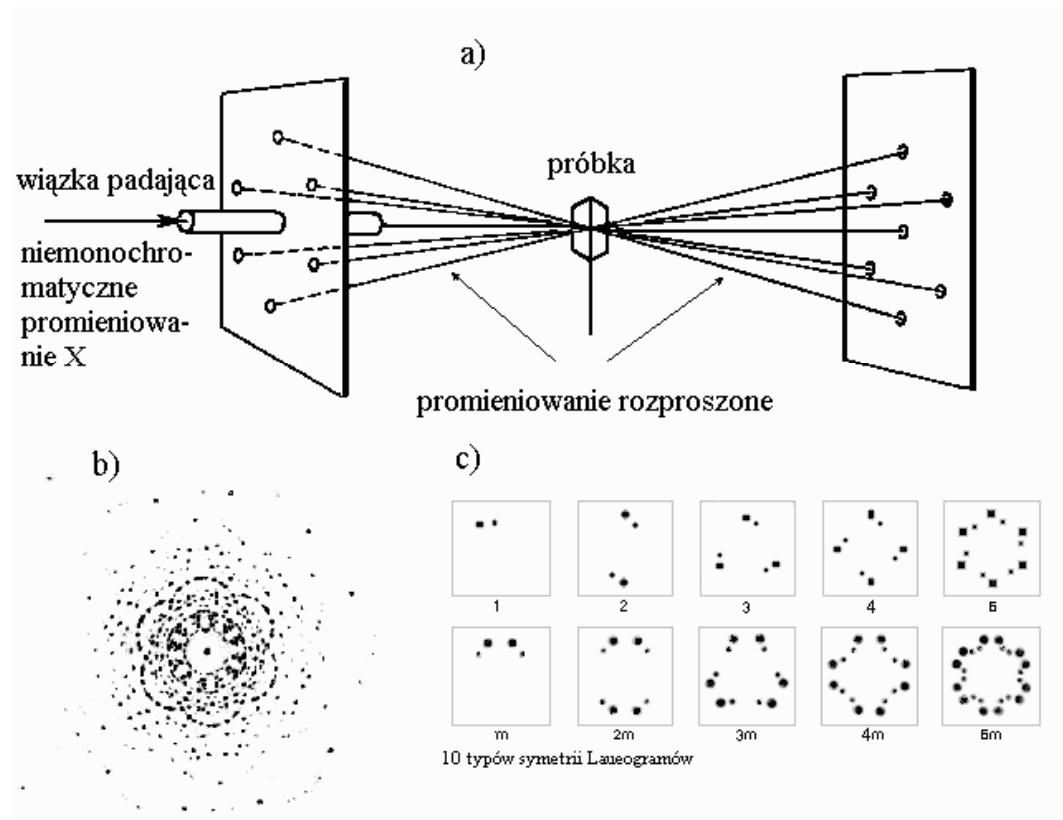 a)
wiązka padająca
niemonochro-
matyczne
promieniowa-
nie X
próbka
promieniowanie rozproszone
b)
c)
1 2 3 4 6
m 2m 3m 4m 6m
10 typów symetrii Laueogramów